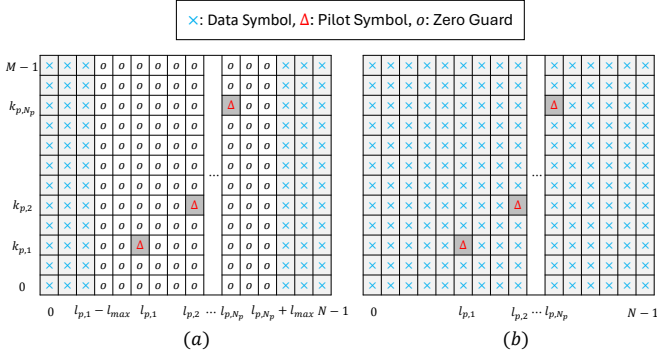 ×: Data Symbol, Δ: Pilot Symbol, o: Zero Guard
M − 1 × × × o o o o o o o o o × × × × × × × × × × × × × × × × × ×
× × × o o o o o o o o o × × × × × × × × × × × × × × × × × ×
k_{p,N_p} × × × o o o o o o Δ o o × × × × × × × × × × × × Δ × × × × ×
× × × o o o o o o o o o × × × × × × × × × × × × × × × × × ×
× × × o o o o o o o o o × × × × × × × × × × × × × × × × × ×
× × × o o o o o o o o o × × × × × × × × × × × × × × × × × ×
... ...
× × × o o o o o o o o o × × × × × × × × × × × × × × × × × ×
k_{p,2} × × × o o o o o Δ o o o × × × × × × × × × × × Δ × × × × × ×
× × × o o o o o o o o o × × × × × × × × × × × × × × × × × ×
k_{p,1} × × × o o Δ o o o o o o × × × × × × × × Δ × × × × × × × × ×
× × × o o o o o o o o o × × × × × × × × × × × × × × × × × ×
0 × × × o o o o o o o o o × × × × × × × × × × × × × × × × × ×
0 l_{p,1} − l_{max} l_{p,1} l_{p,2} ... l_{p,N_p} l_{p,N_p} + l_{max} N − 1 0 l_{p,1} l_{p,2} ... l_{p,N_p} N − 1
(a) (b)